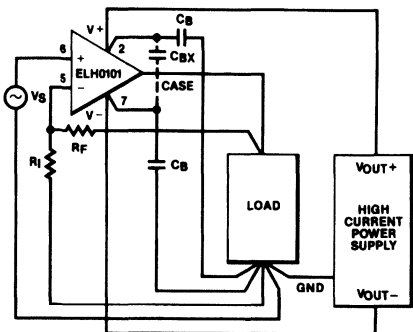 V+
CB
2
6
+
CBX
ELH0101
5
−
CASE
VS
7
V−
RF
RI
CB
LOAD
VOUT+
HIGH
CURRENT
POWER
SUPPLY
GND
VOUT−